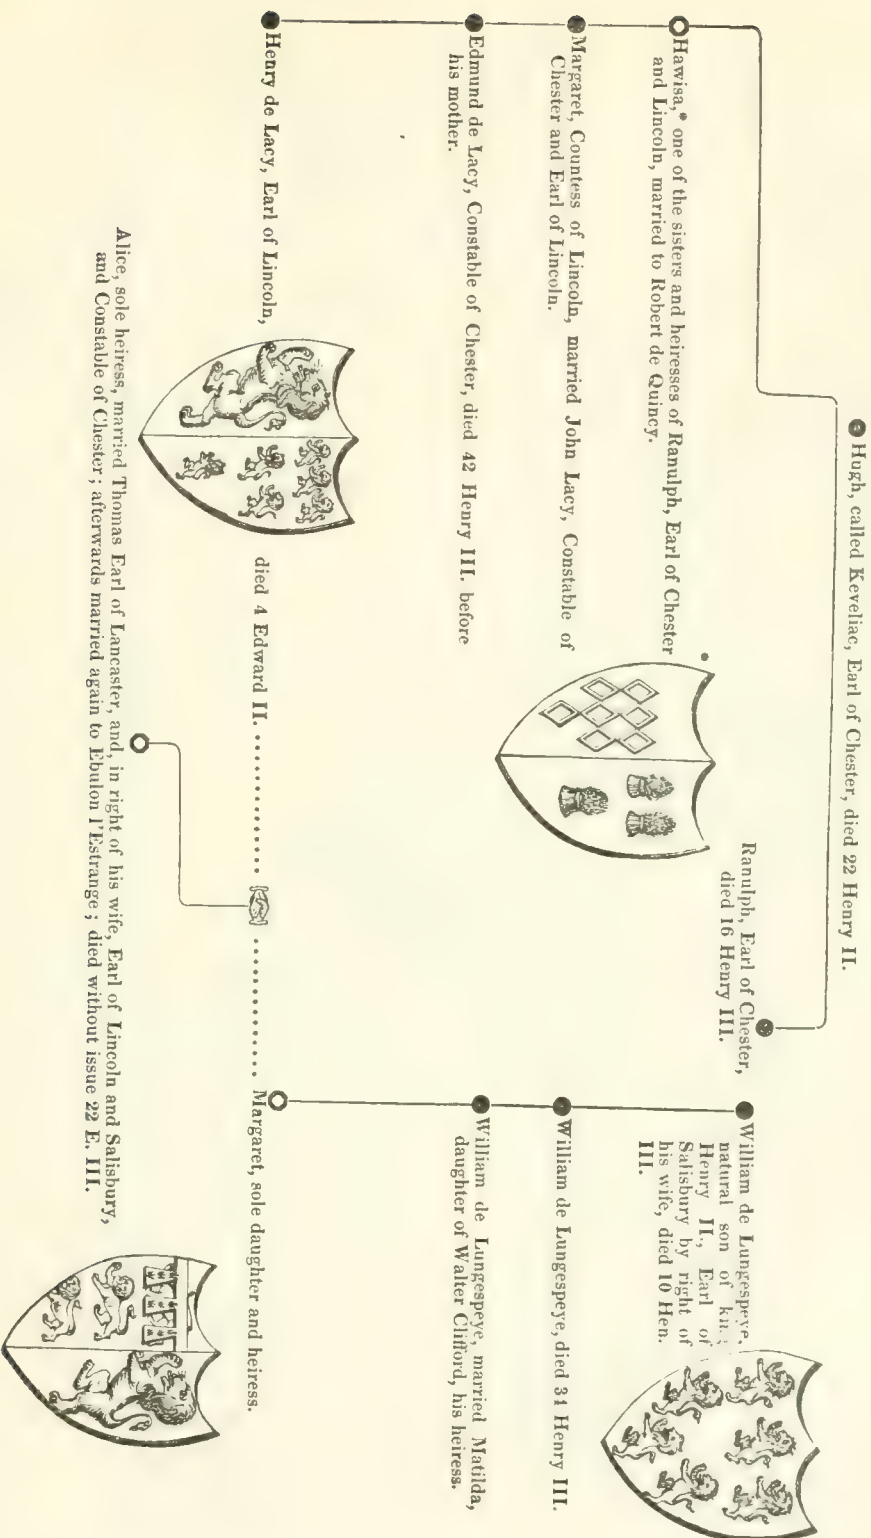 Hugh, called Keveliac, Earl of Chester, died 22 Henry II.
Ranulph, Earl of Chester,
died 16 Henry III.
Hawisa,* one of the sisters and heiresses of Ranulph, Earl of Chester
and Lincoln, married to Robert de Quincy.
*
Margaret, Countess of Lincoln, married John Lacy, Constable of
Chester and Earl of Lincoln.
Edmund de Lacy, Constable of Chester, died 42 Henry III. before
his mother.
Henry de Lacy, Earl of Lincoln,
died 4 Edward II. ..............
.............. Margaret, sole daughter and heiress.
William de Lungespeye,
natural son of
Henry II., Earl of
Salisbury by right of
his wife, died 10 Hen.
III.
William de Lungespeye, died 31 Henry III.
William de Lungespeye, married Matilda,
daughter of Walter Clifford, his heiress.
Alice, sole heiress, married Thomas Earl of Lancaster, and, in right of his wife, Earl of Lincoln and Salisbury,
and Constable of Chester; afterwards married again to Ebulon l'Estrange; died without issue 22 E. III.